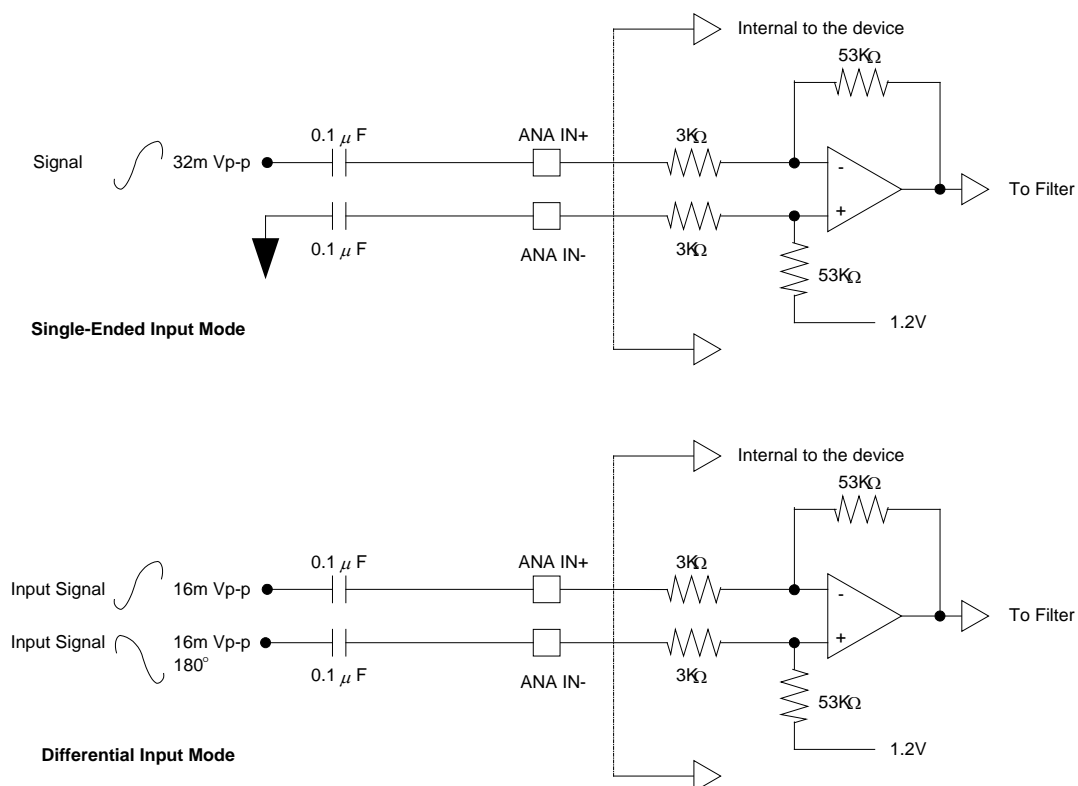 Internal to the device
53KΩ
0.1 μ F
ANA IN+
3KΩ
Signal
32m Vp-p
-
To Filter
+
0.1 μ F
ANA IN-
3KΩ
53KΩ
Single-Ended Input Mode
1.2V
Internal to the device
53KΩ
0.1 μ F
ANA IN+
3KΩ
Input Signal
16m Vp-p
-
To Filter
Input Signal
16m Vp-p
180°
+
0.1 μ F
ANA IN-
3KΩ
53KΩ
Differential Input Mode
1.2V